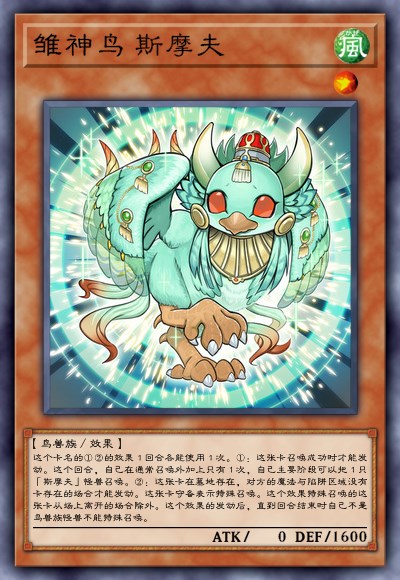 雏神鸟 斯摩夫
風
【鸟兽族/效果】
这个卡名的①②的效果1回合各能使用1次。①：这张卡召唤成功时才能发
动。这个回合，自己在通常召唤外加上只有1次，自己主要阶段可以把1只
「斯摩夫」怪兽召唤。②：这张卡在墓地存在，对方的魔法与陷阱区域没有
卡存在的场合才能发动。这张卡守备表示特殊召唤。这个效果特殊召唤的这
张卡从场上离开的场合除外。这个效果的发动后，直到回合结束时自己不是
鸟兽族怪兽不能特殊召唤。
ATK/ 0 DEF/1600